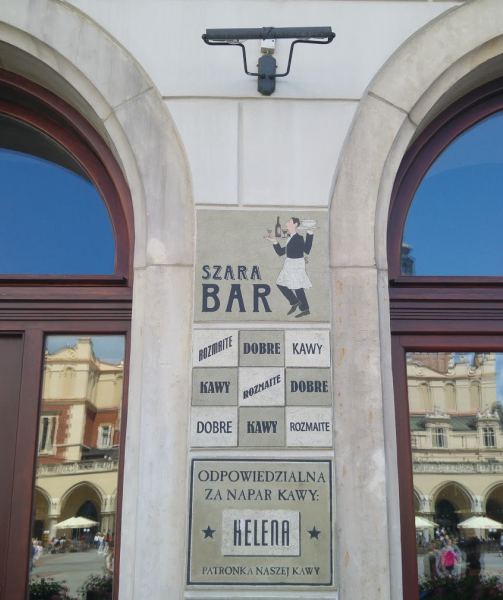 SZARA
BAR
ROZMAITE DOBRE KAWY
KAWY ROZMAITE DOBRE
DOBRE KAWY ROZMAITE
ODPOWIEDZIALNA
ZA NAPAR KAWY:
HELENA
PATRONKA NASZEJ KAWY